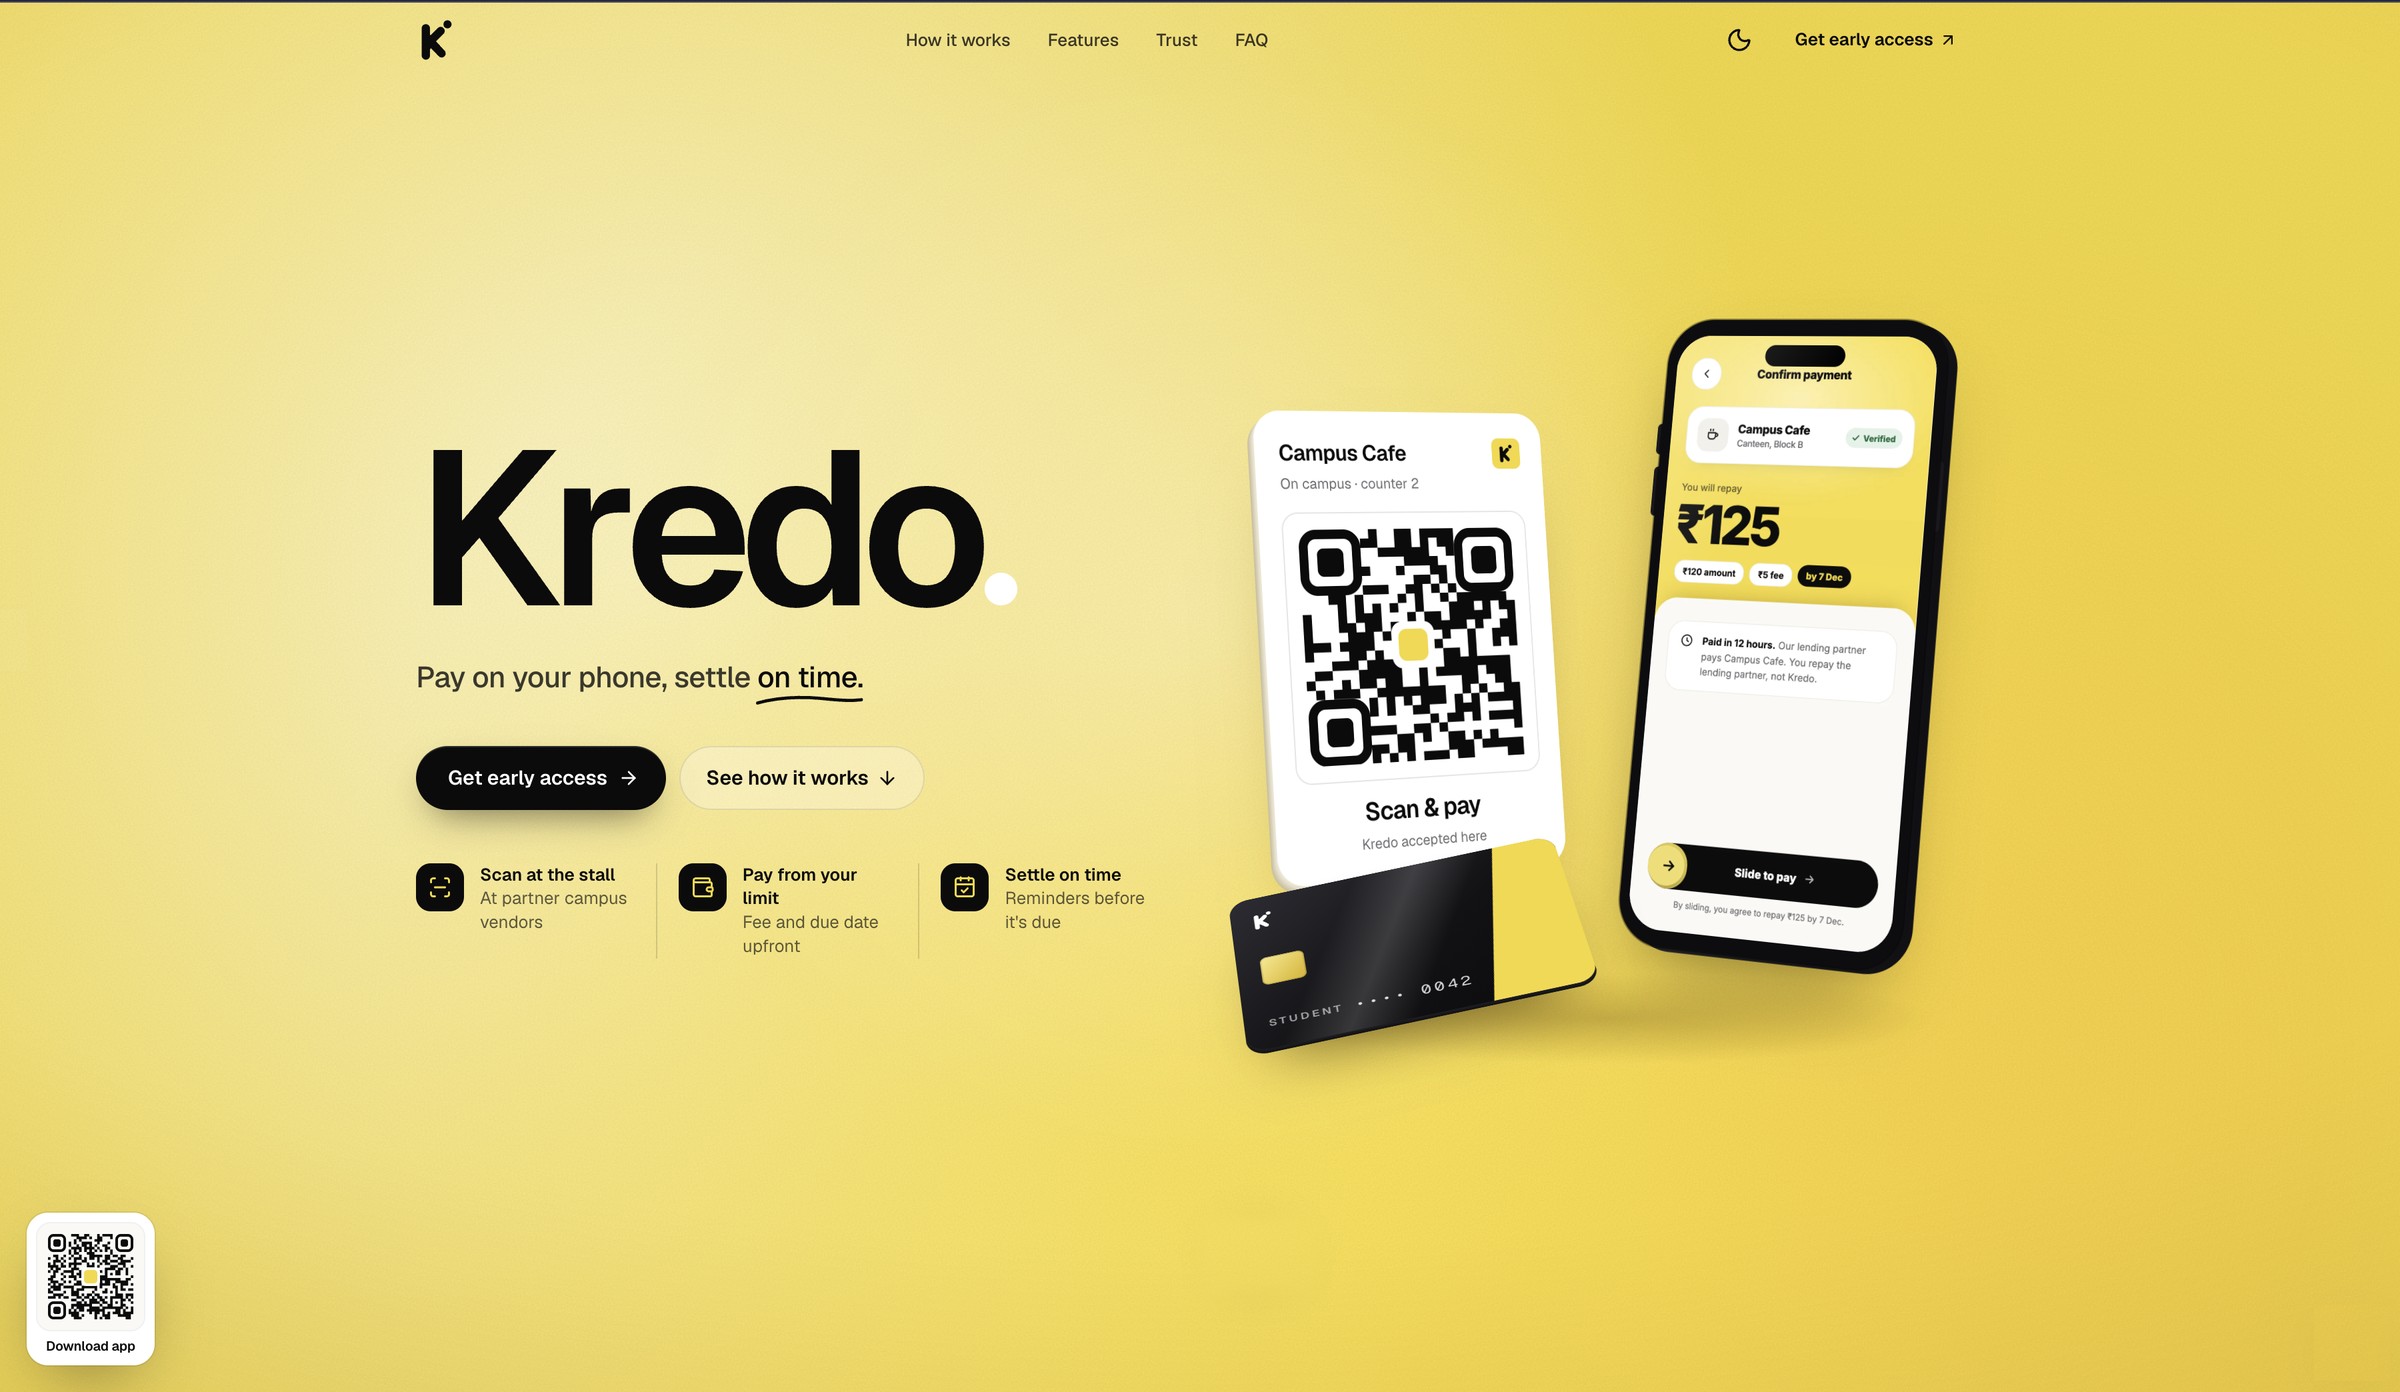 K
How it works
Features
Trust
FAQ
Get early access
Kredo.
Pay on your phone, settle on time.
Get early access
See how it works
Scan at the stall
At partner campus
vendors
Pay from your
limit
Fee and due date
upfront
Settle on time
Reminders before
it's due
Campus Cafe
K
On campus · counter 2
Scan & pay
Kredo accepted here
K
STUDENT •••• 0042
Confirm payment
Campus Cafe
Canteen, Block B
Verified
You will repay
₹125
₹120 amount
₹5 fee
by 7 Dec
Paid in 12 hours. Our lending partner
pays Campus Cafe. You repay the
lending partner, not Kredo.
Slide to pay
By sliding, you agree to repay ₹125 by 7 Dec.
Download app